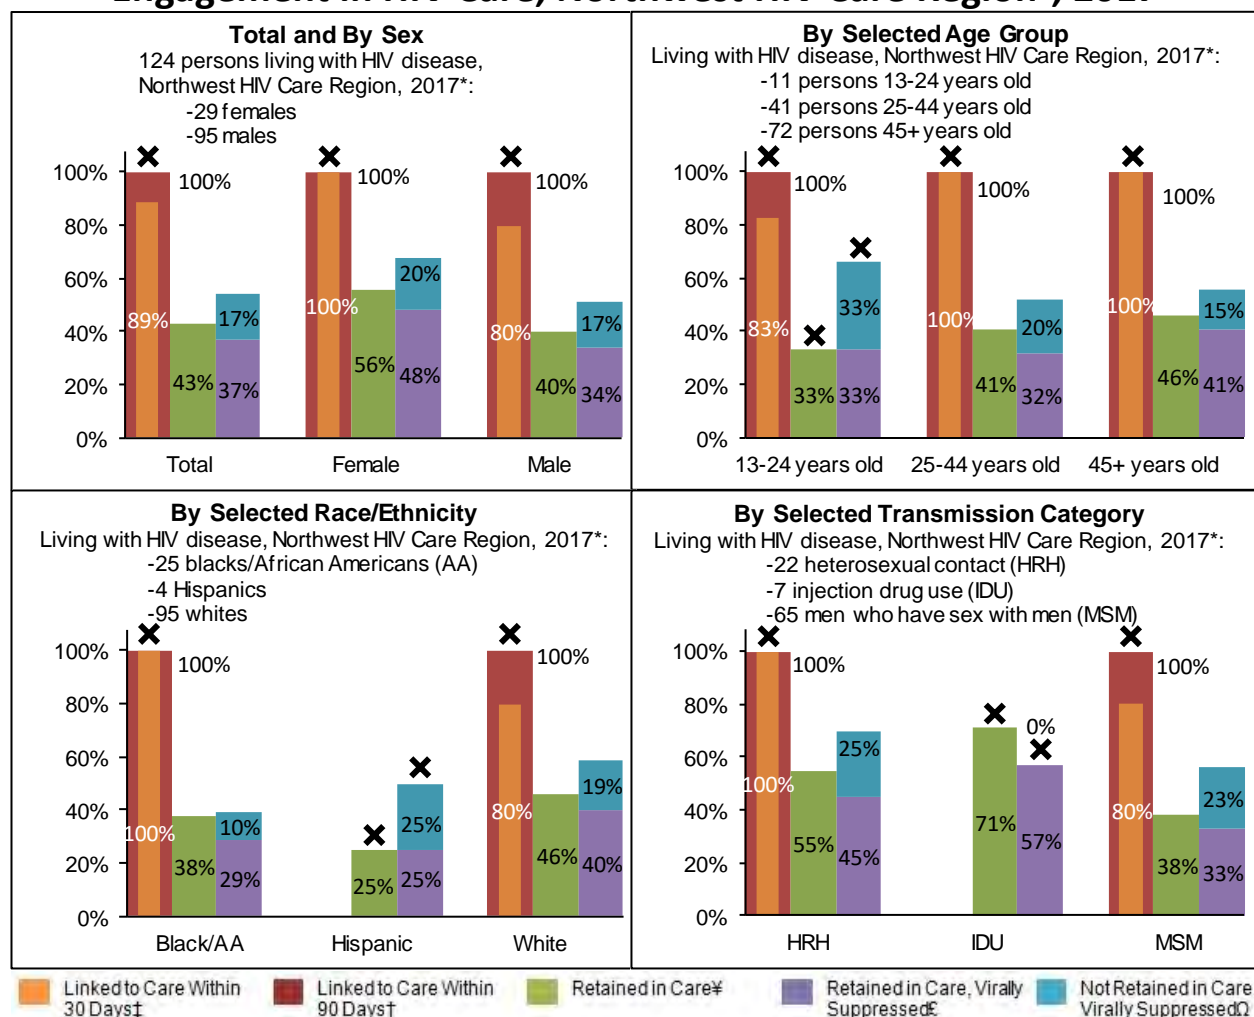 Total and By Sex
124 persons living with HIV disease,
Northwest HIV Care Region, 2017*:
-29 females
-95 males
100%
80%
60%
40%
20%
0%
100%
89%
43%
37%
17%
100%
100%
56%
48%
20%
100%
80%
40%
34%
17%
Total
Female
Male
By Selected Age Group
Living with HIV disease, Northwest HIV Care Region, 2017*:
-11 persons 13-24 years old
-41 persons 25-44 years old
-72 persons 45+ years old
100%
80%
60%
40%
20%
0%
100%
83%
33%
33%
33%
100%
100%
41%
32%
20%
100%
100%
46%
41%
15%
13-24 years old
25-44 years old
45+ years old
By Selected Race/Ethnicity
Living with HIV disease, Northwest HIV Care Region, 2017*:
-25 blacks/African Americans (AA)
-4 Hispanics
-95 whites
100%
80%
60%
40%
20%
0%
100%
100%
38%
29%
10%
25%
25%
25%
100%
80%
46%
40%
19%
Black/AA
Hispanic
White
By Selected Transmission Category
Living with HIV disease, Northwest HIV Care Region, 2017*:
-22 heterosexual contact (HRH)
-7 injection drug use (IDU)
-65 men who have sex with men (MSM)
100%
80%
60%
40%
20%
0%
100%
100%
55%
45%
25%
71%
0%
57%
100%
80%
38%
33%
23%
HRH
IDU
MSM
Linked to Care Within
30 Days‡
Linked to Care Within
90 Days†
Retained in Care¥
Retained in Care, Virally
Suppressed£
Not Retained in Care
Virally SuppressedΩ